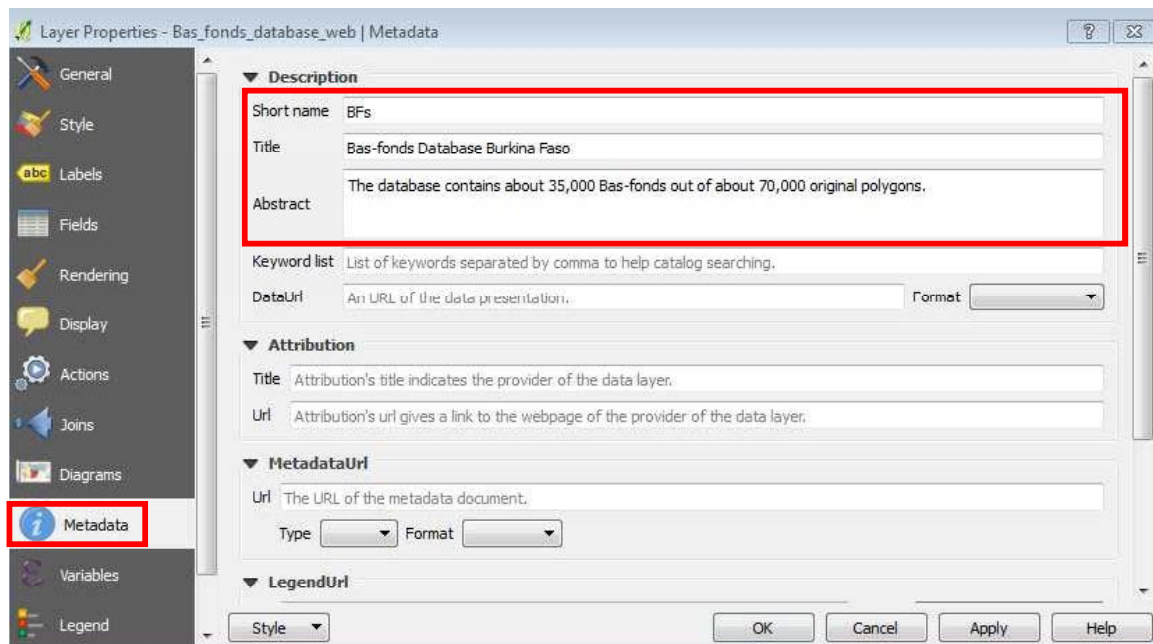 Layer Properties - Bas_fonds_database_web | Metadata
General
Style
abc Labels
Fields
Rendering
Display
Actions
Joins
Diagrams
Metadata
Variables
Legend
Description
Short name BFs
Title Bas-fonds Database Burkina Faso
Abstract The database contains about 35,000 Bas-fonds out of about 70,000 original polygons.
Keyword list List of keywords separated by comma to help catalog searching.
DataUrl An URL of the data presentation. Format
Attribution
Title Attribution's title indicates the provider of the data layer.
Url Attribution's url gives a link to the webpage of the provider of the data layer.
MetadataUrl
Url The URL of the metadata document.
Type Format
LegendUrl
Style OK Cancel Apply Help